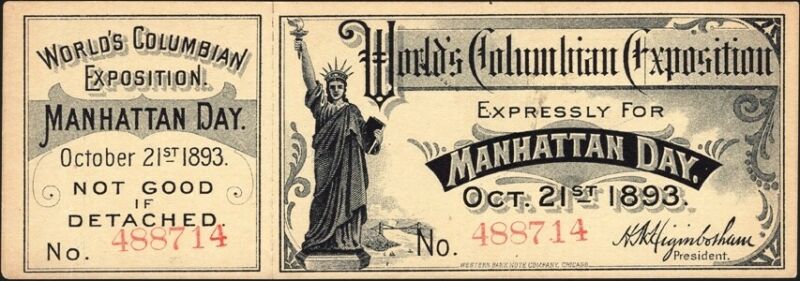 World's Columbian
Exposition.
Manhattan Day.
October 21ST 1893.
NOT GOOD
IF
DETACHED.
No. 488714
World's Columbian Exposition
Expressly For
Manhattan Day.
Oct. 21ST 1893.
No. 488714
H.N. Higinbotham
President.
WESTERN BANK NOTE COMPANY, CHICAGO.